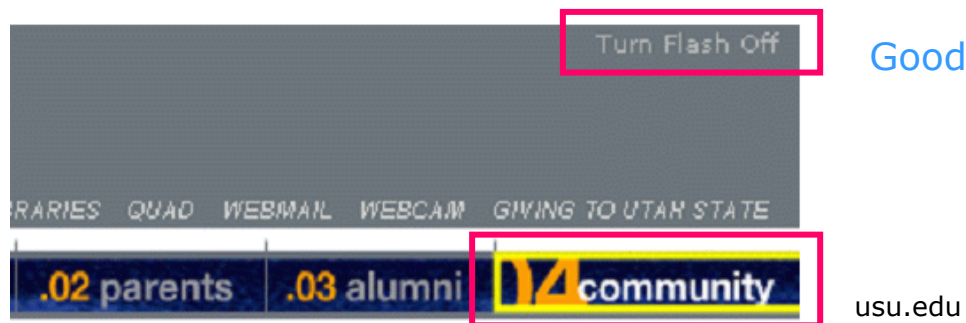 Turn Flash Off
Good
RARIES QUAD WEBMAIL WEBCAM GIVING TO UTAH STATE
.02 parents .03 alumni 04 community
usu.edu